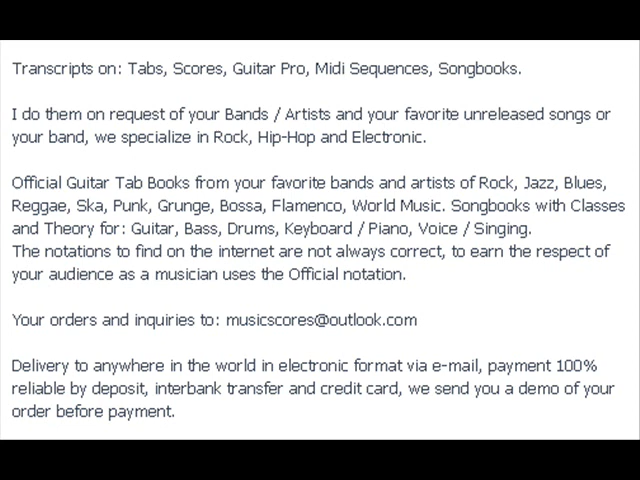 Transcripts on: Tabs, Scores, Guitar Pro, Midi Sequences, Songbooks.
I do them on request of your Bands / Artists and your favorite unreleased songs or
your band, we specialize in Rock, Hip-Hop and Electronic.
Official Guitar Tab Books from your favorite bands and artists of Rock, Jazz, Blues,
Reggae, Ska, Punk, Grunge, Bossa, Flamenco, World Music. Songbooks with Classes
and Theory for: Guitar, Bass, Drums, Keyboard / Piano, Voice / Singing.
The notations to find on the internet are not always correct, to earn the respect of
your audience as a musician uses the Official notation.
Your orders and inquiries to: musicscores@outlook.com
Delivery to anywhere in the world in electronic format via e-mail, payment 100%
reliable by deposit, interbank transfer and credit card, we send you a demo of your
order before payment.